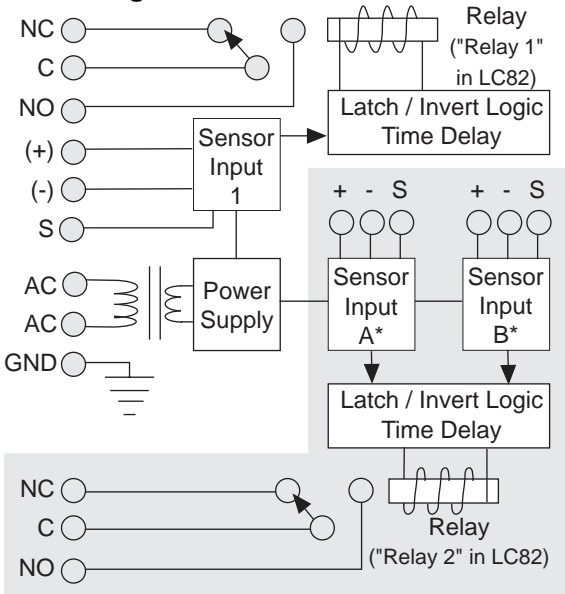 NC
C
NO
(+)
(-)
S
AC
AC
GND
Relay
("Relay 1"
in LC82)
Latch / Invert Logic
Time Delay
Sensor
Input
1
Power
Supply
+ - S
+ - S
Sensor
Input
A*
Sensor
Input
B*
Latch / Invert Logic
Time Delay
NC
C
NO
Relay
("Relay 2" in LC82)